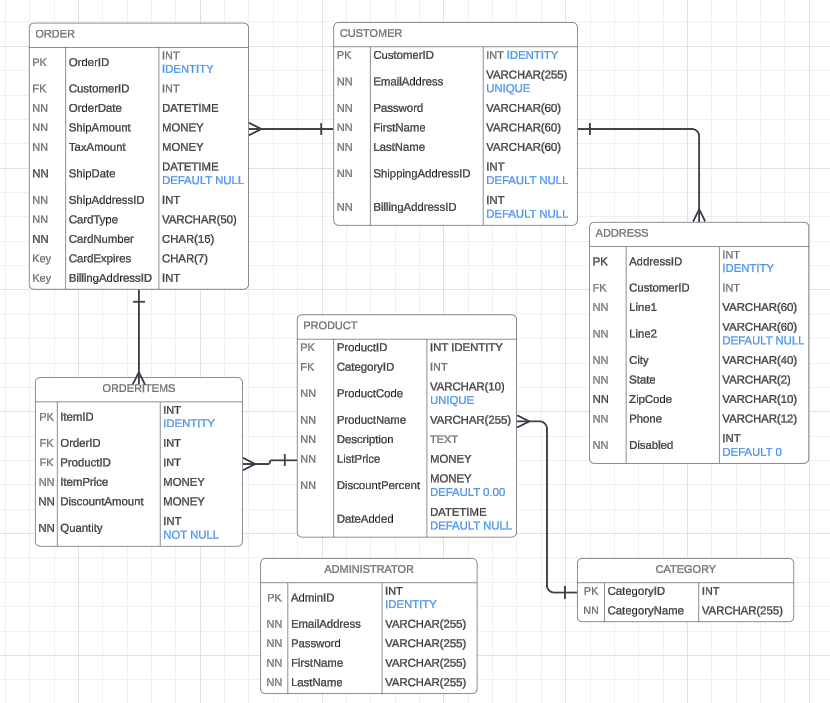 ORDER
PK OrderID INT IDENTITY
FK CustomerID INT
NN OrderDate DATETIME
NN ShipAmount MONEY
NN TaxAmount MONEY
NN ShipDate DATETIME DEFAULT NULL
NN ShipAddressID INT
NN CardType VARCHAR(50)
NN CardNumber CHAR(16)
Key CardExpires CHAR(7)
Key BillingAddressID INT
CUSTOMER
PK CustomerID INT IDENTITY
NN EmailAddress VARCHAR(255) UNIQUE
NN Password VARCHAR(60)
NN FirstName VARCHAR(60)
NN LastName VARCHAR(60)
NN ShippingAddressID INT DEFAULT NULL
NN BillingAddressID INT DEFAULT NULL
ADDRESS
PK AddressID INT IDENTITY
FK CustomerID INT
NN Line1 VARCHAR(60)
NN Line2 VARCHAR(60) DEFAULT NULL
NN City VARCHAR(40)
NN State VARCHAR(2)
NN ZipCode VARCHAR(10)
NN Phone VARCHAR(12)
NN Disabled INT DEFAULT 0
PRODUCT
PK ProductID INT IDENTITY
FK CategoryID INT
NN ProductCode VARCHAR(10) UNIQUE
NN ProductName VARCHAR(255)
NN Description TEXT
NN ListPrice MONEY
NN DiscountPercent MONEY DEFAULT 0.00
DateAdded DATETIME DEFAULT NULL
ORDERITEMS
PK ItemID INT IDENTITY
FK OrderID INT
FK ProductID INT
NN ItemPrice MONEY
NN DiscountAmount MONEY
NN Quantity INT NOT NULL
ADMINISTRATOR
PK AdminID INT IDENTITY
NN EmailAddress VARCHAR(255)
NN Password VARCHAR(255)
NN FirstName VARCHAR(255)
NN LastName VARCHAR(255)
CATEGORY
PK CategoryID INT
NN CategoryName VARCHAR(255)